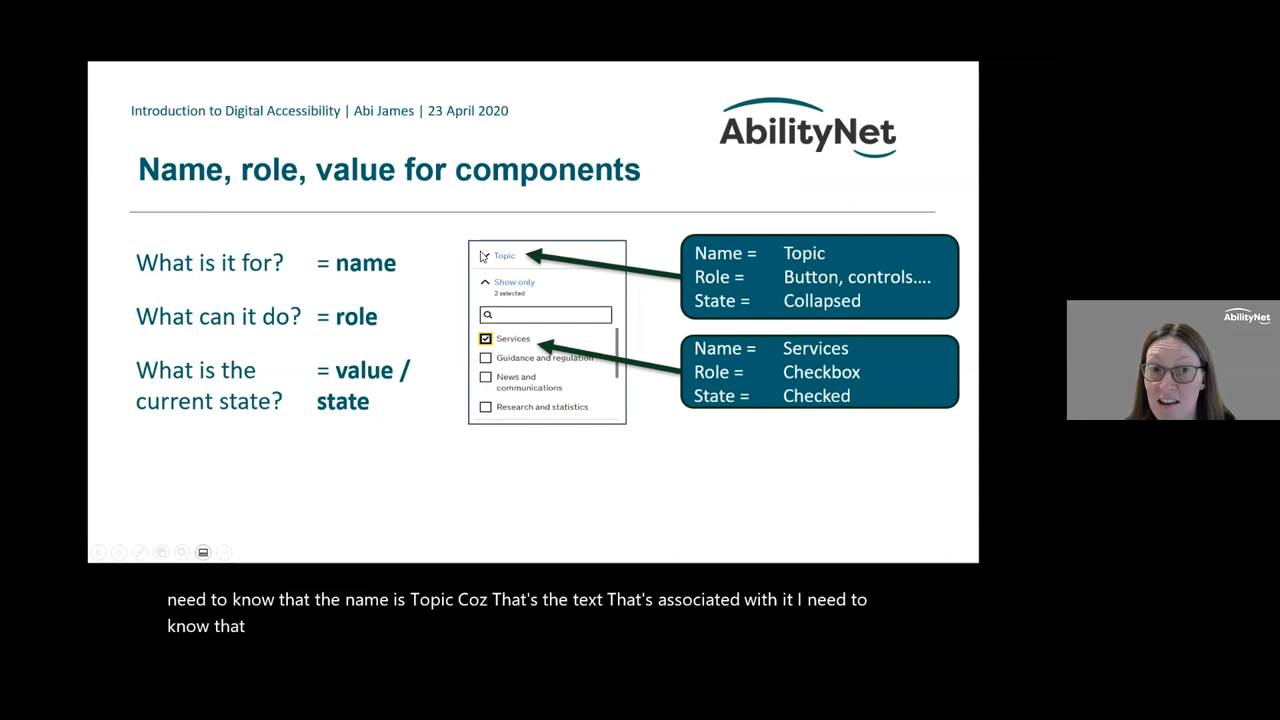 Introduction to Digital Accessibility | Abi James | 23 April 2020
AbilityNet
Name, role, value for components
What is it for? = name
What can it do? = role
What is the = value /
current state? state
Topic
Show only
2 selected
Services
Guidance and regulation
News and
communications
Research and statistics
Name = Topic
Role = Button, controls....
State = Collapsed
Name = Services
Role = Checkbox
State = Checked
AbilityNet
need to know that the name is Topic Coz That's the text That's associated with it I need to
know that